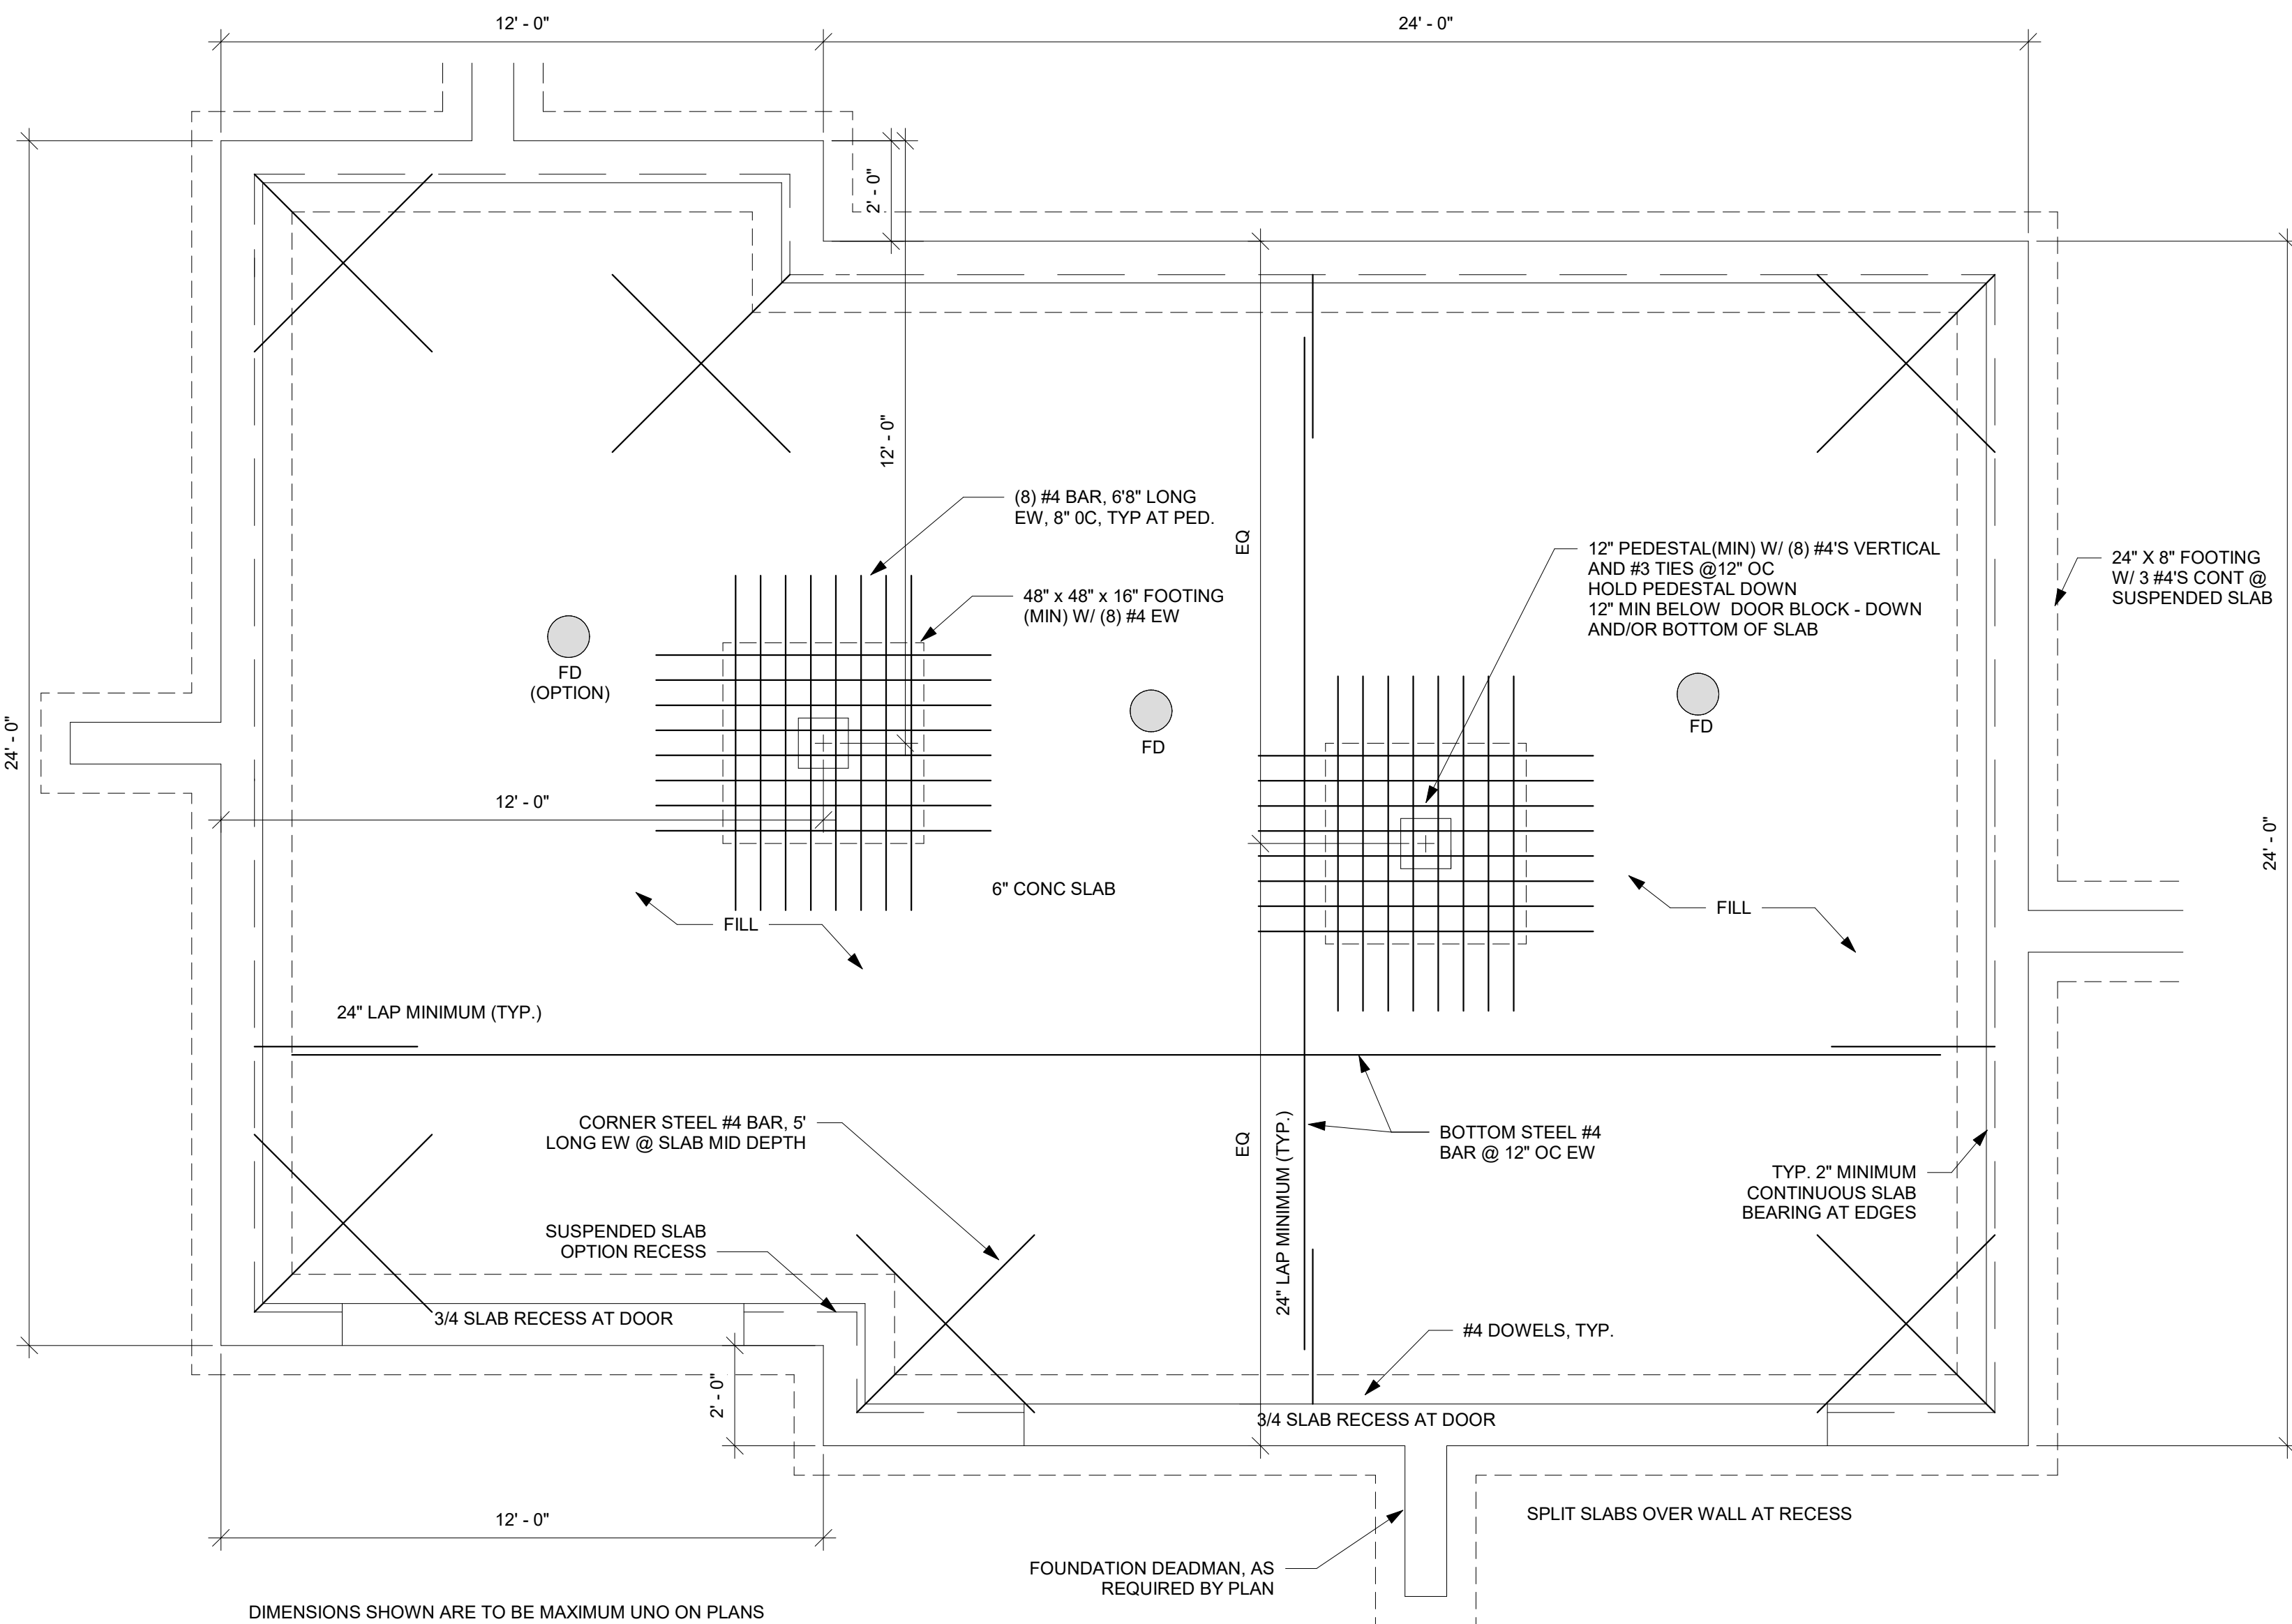 12' - 0"
24' - 0"
2' - 0"
12' - 0"
(8) #4 BAR, 6'8" LONG
EW, 8" 0C, TYP AT PED.
EQ
12" PEDESTAL(MIN) W/ (8) #4'S VERTICAL
AND #3 TIES @12" OC
HOLD PEDESTAL DOWN
12" MIN BELOW DOOR BLOCK - DOWN
AND/OR BOTTOM OF SLAB
24" X 8" FOOTING
W/ 3 #4'S CONT @
SUSPENDED SLAB
48" x 48" x 16" FOOTING
(MIN) W/ (8) #4 EW
FD
(OPTION)
FD
FD
24' - 0"
12' - 0"
24' - 0"
6" CONC SLAB
FILL
FILL
24" LAP MINIMUM (TYP.)
CORNER STEEL #4 BAR, 5'
LONG EW @ SLAB MID DEPTH
EQ
24" LAP MINIMUM (TYP.)
BOTTOM STEEL #4
BAR @ 12" OC EW
TYP. 2" MINIMUM
CONTINUOUS SLAB
BEARING AT EDGES
SUSPENDED SLAB
OPTION RECESS
3/4 SLAB RECESS AT DOOR
#4 DOWELS, TYP.
2' - 0"
3/4 SLAB RECESS AT DOOR
12' - 0"
SPLIT SLABS OVER WALL AT RECESS
FOUNDATION DEADMAN, AS
REQUIRED BY PLAN
DIMENSIONS SHOWN ARE TO BE MAXIMUM UNO ON PLANS